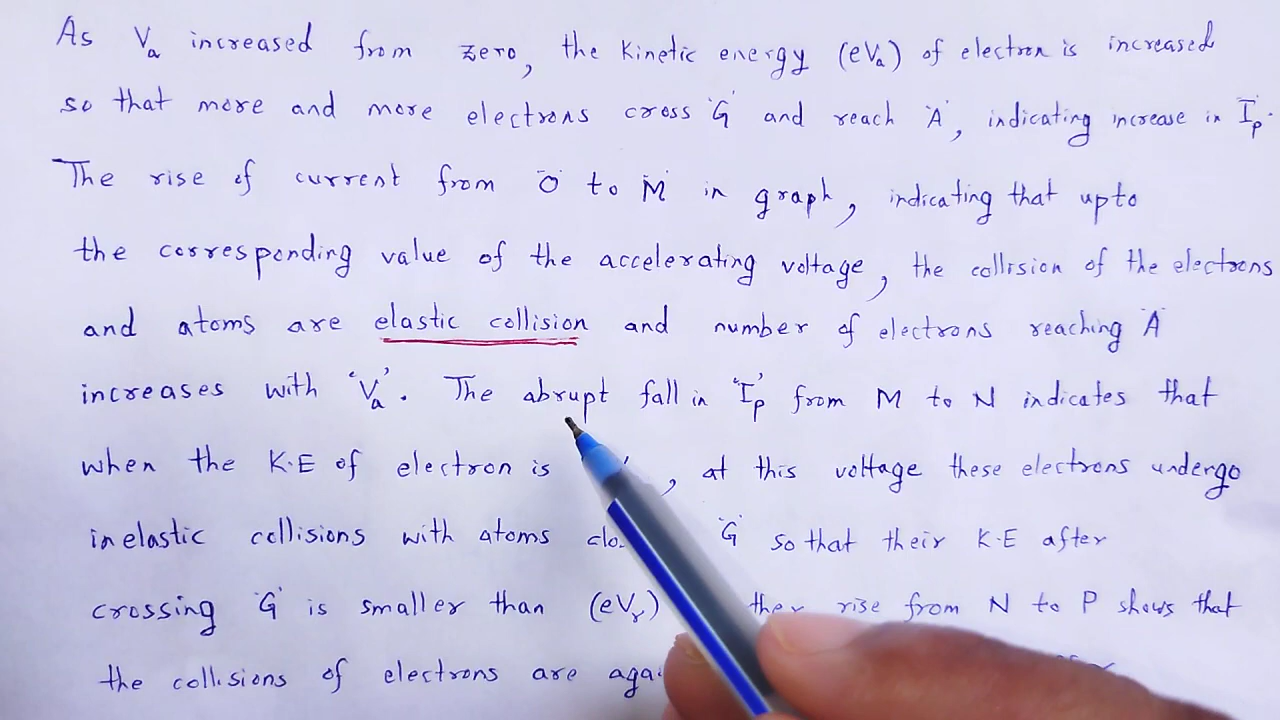 As Va increased from zero, the Kinetic energy (eVa) of electron is increased
so that more and more electrons cross 'G' and reach 'A', indicating increase in Ip.
The rise of current from 'O' to 'M' in graph, indicating that upto
the corresponding value of the accelerating voltage, the collision of the electrons
and atoms are elastic collision and number of electrons reaching 'A'
increases with 'Va'. The abrupt fall in 'Ip' from M to N indicates that
when the K.E of electron is , at this voltage these electrons undergo
inelastic collisions with atoms 'G' so that their K.E after
crossing 'G' is smaller than (eVr) rise from N to P shows that
the collisions of electrons are